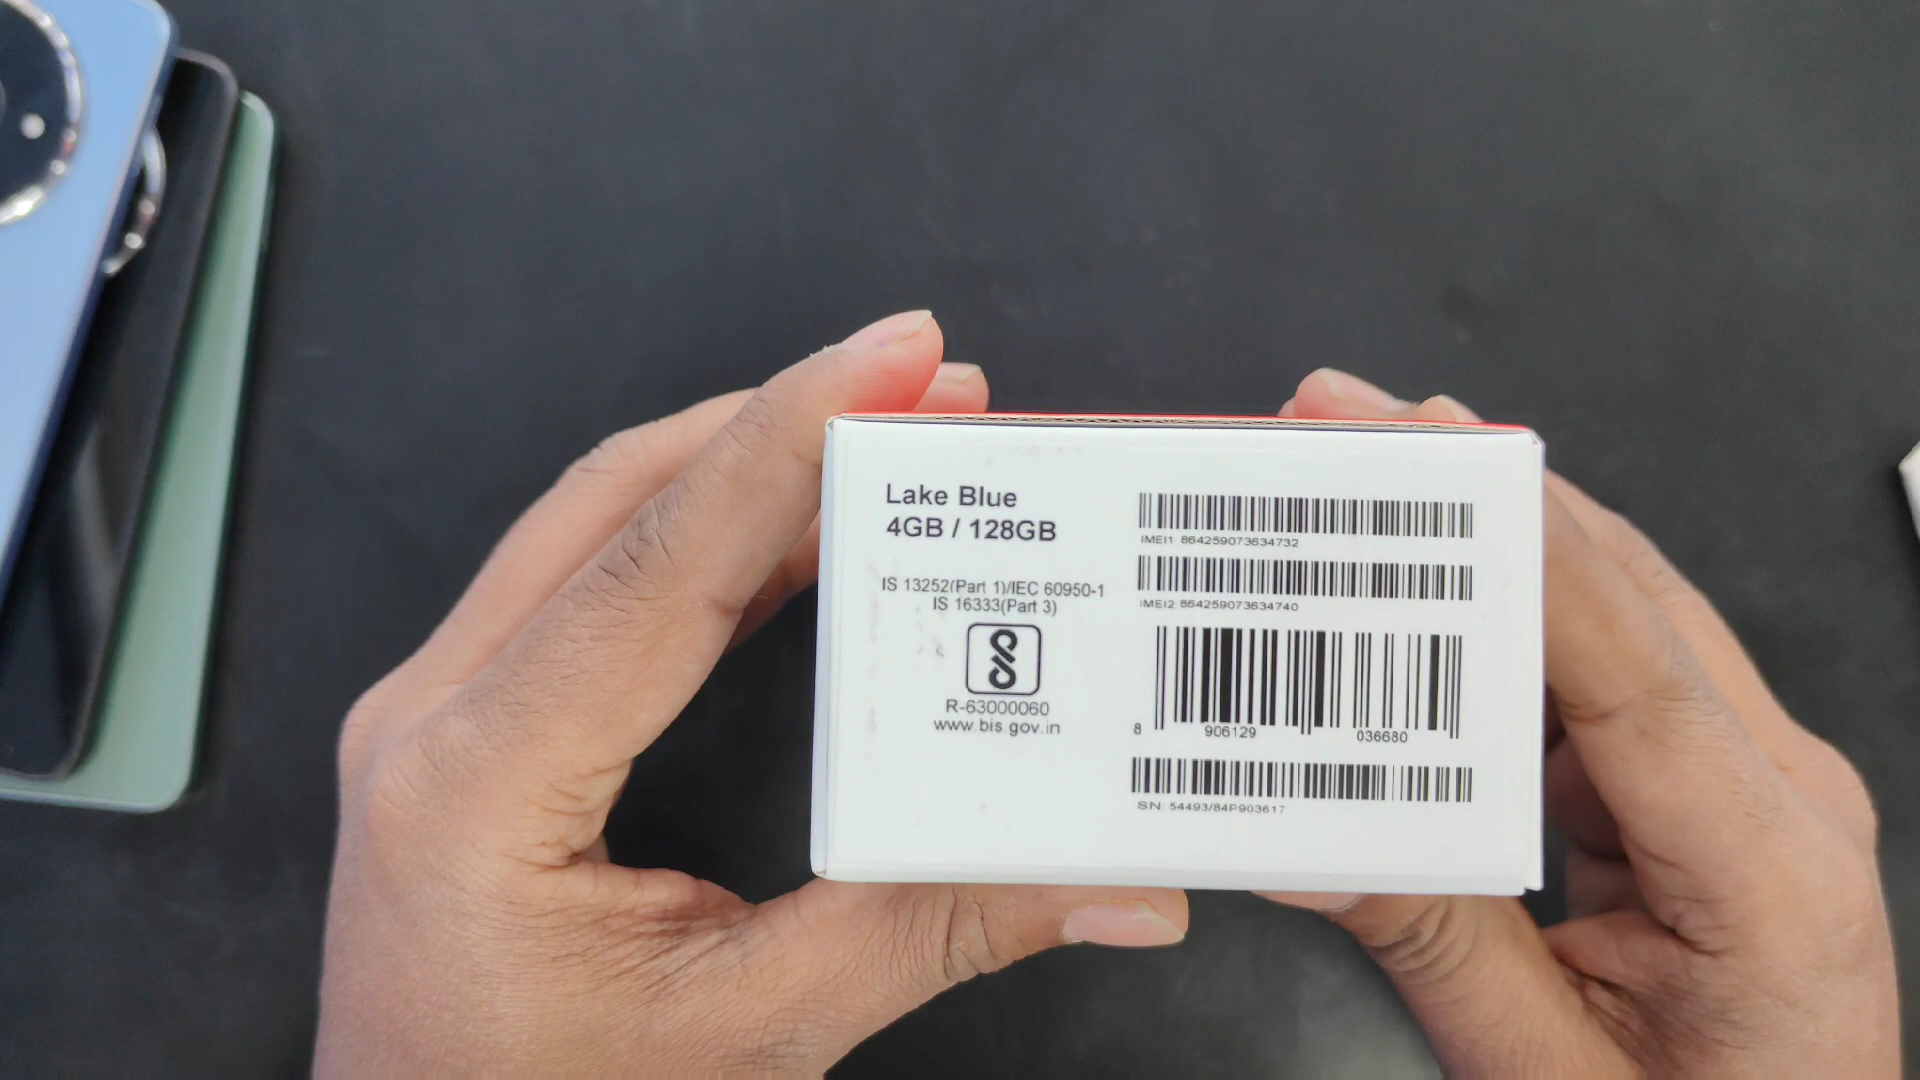 Lake Blue
4GB / 128GB
IS 13252(Part 1)/IEC 60950-1
IS 16333(Part 3)
R-63000060
www.bis.gov.in
IMEI1 864259073634732
IMEI2 864259073634740
8 906129 036680
SN: 54493/84P903617